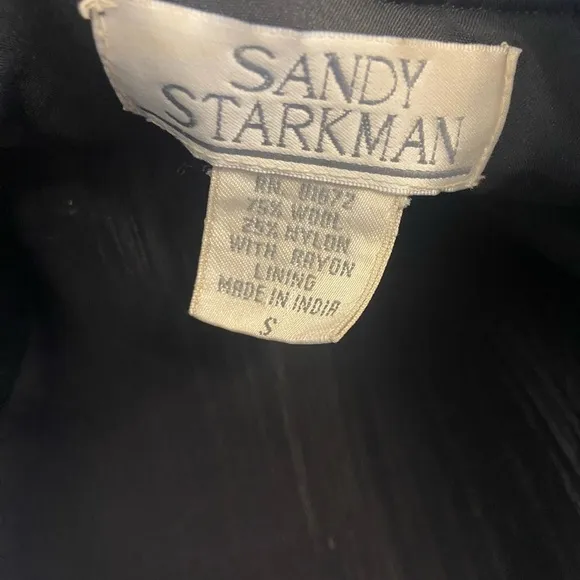 SANDY
STARKMAN
RN 81672
75% WOOL
25% NYLON
WITH RAYON
LINING
MADE IN INDIA
S